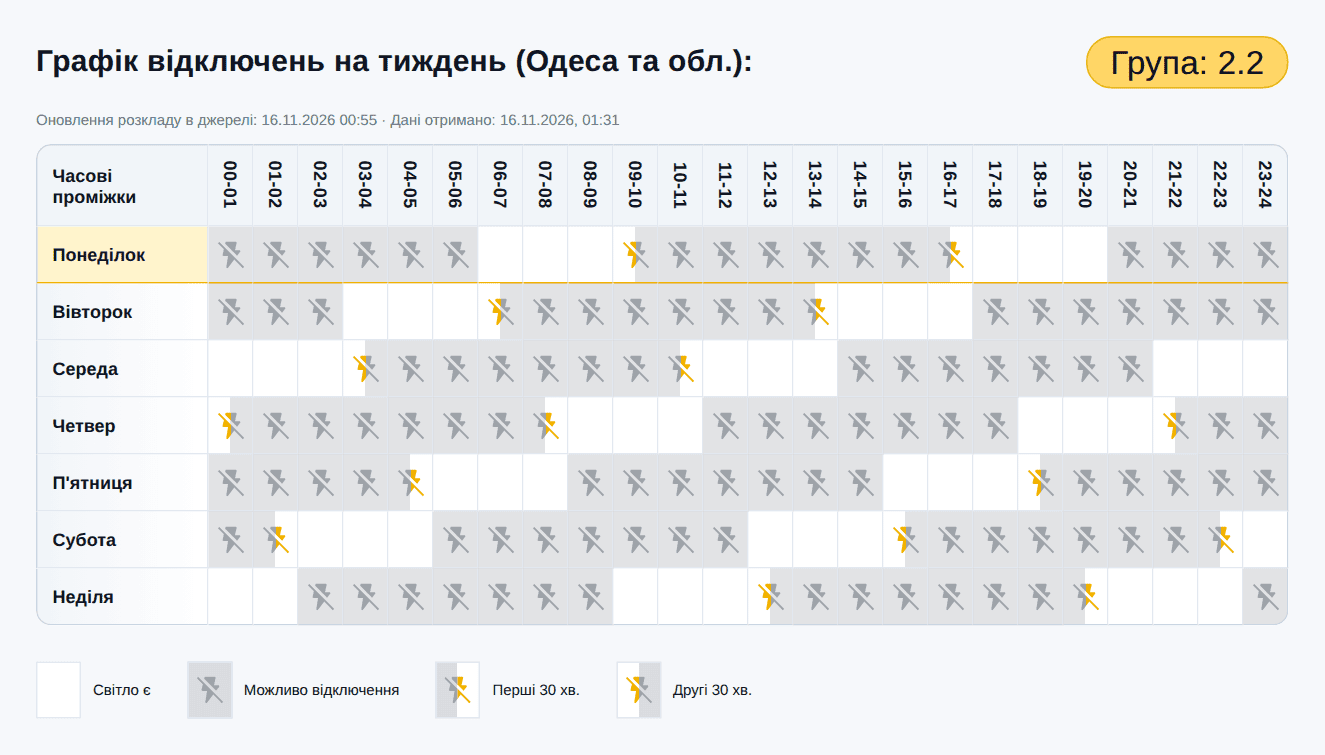 Графік відключень на тиждень (Одеса та обл.):
Група: 2.2
Оновлення розкладу в джерелі: 16.11.2026 00:55 · Дані отримано: 16.11.2026, 01:31
Часові
проміжки
00-01
01-02
02-03
03-04
04-05
05-06
06-07
07-08
08-09
09-10
10-11
11-12
12-13
13-14
14-15
15-16
16-17
17-18
18-19
19-20
20-21
21-22
22-23
23-24
Понеділок
Вівторок
Середа
Четвер
П'ятниця
Субота
Неділя
Світло є
Можливо відключення
Перші 30 хв.
Другі 30 хв.